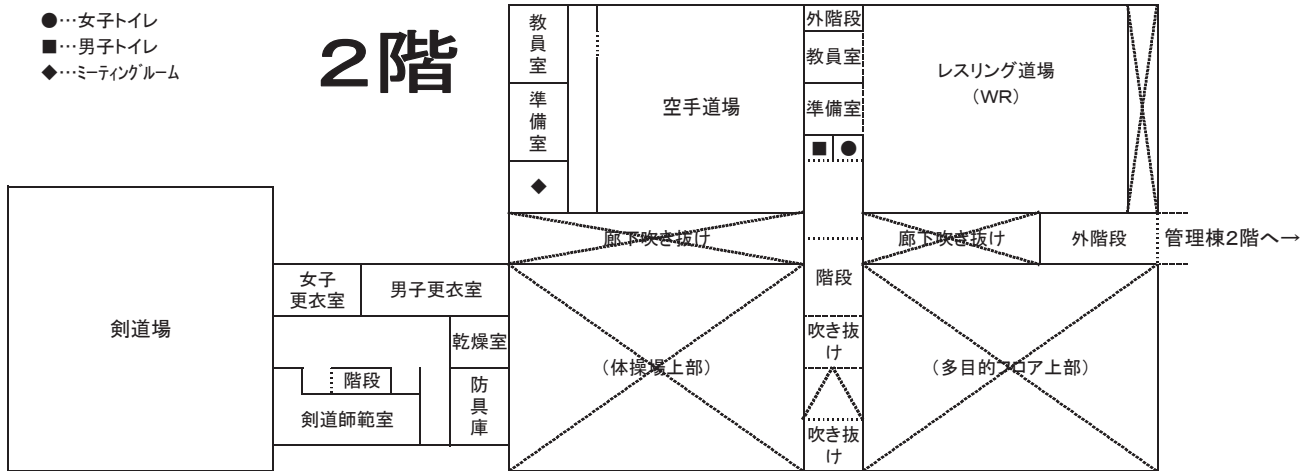 ●…女子トイレ
■…男子トイレ
◆…ミーティングルーム
2階
教員室
準備室
◆
空手道場
外階段
教員室
準備室
■
●
レスリング道場
(WR)
廊下吹き抜け
廊下吹き抜け
外階段
管理棟2階へ→
剣道場
女子
更衣室
男子更衣室
乾燥室
階段
剣道師範室
防具庫
(体操場上部)
階段
吹き抜
け
吹き抜
け
(多目的フロア上部)